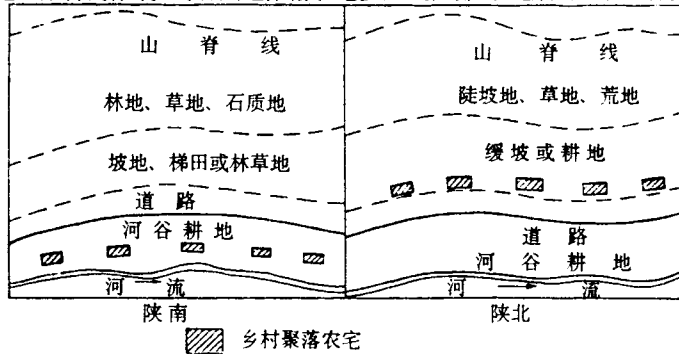 山脊线
林地、草地、石质地
坡地、梯田或林草地
道路
河谷耕地
河流
陕南
山脊线
陡坡地、草地、荒地
缓坡或耕地
道路
河谷耕地
河流
陕北
乡村聚落农宅